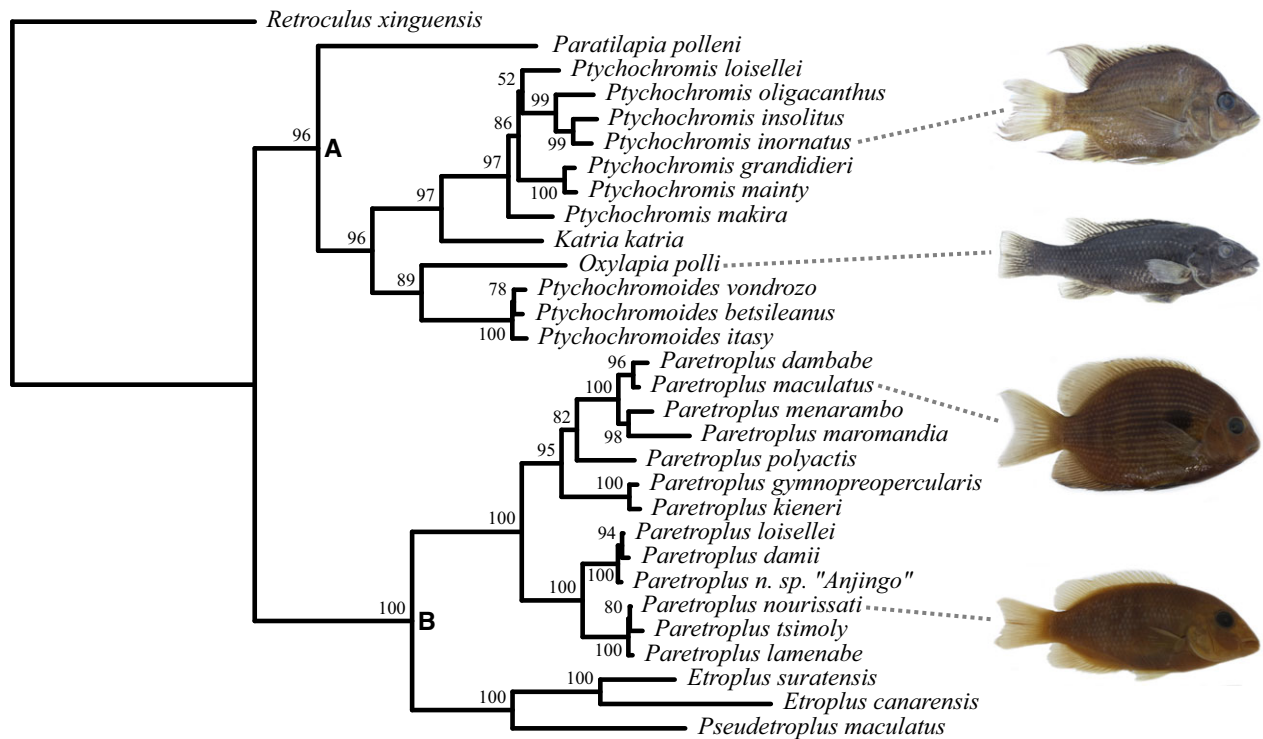 Retroculus xinguensis
Paratilapia polleni
Ptychochromis loisellei
52
Ptychochromis oligacanthus
99
Ptychochromis insolitus
86
96
A
Ptychochromis inornatus
99
Ptychochromis grandidieri
97
Ptychochromis mainty
100
97
Ptychochromis makira
96
Katria katria
Oxylapia polli
89
Ptychochromoides vondrozo
78
Ptychochromoides betsileanus
Ptychochromoides itasy
100
Paretroplus dambabe
96
Paretroplus maculatus
100
Paretroplus menarambo
82
Paretroplus maromandia
98
95
Paretroplus polyactis
Paretroplus gymnopreopercularis
100
Paretroplus kieneri
100
Paretroplus loisellei
94
Paretroplus damii
Paretroplus n. sp. "Anjingo"
100
100
Paretroplus nourissati
80
100
B
Paretroplus tsimoly
Paretroplus lamenabe
100
Etroplus suratensis
100
Etroplus canarensis
100
Pseudetroplus maculatus